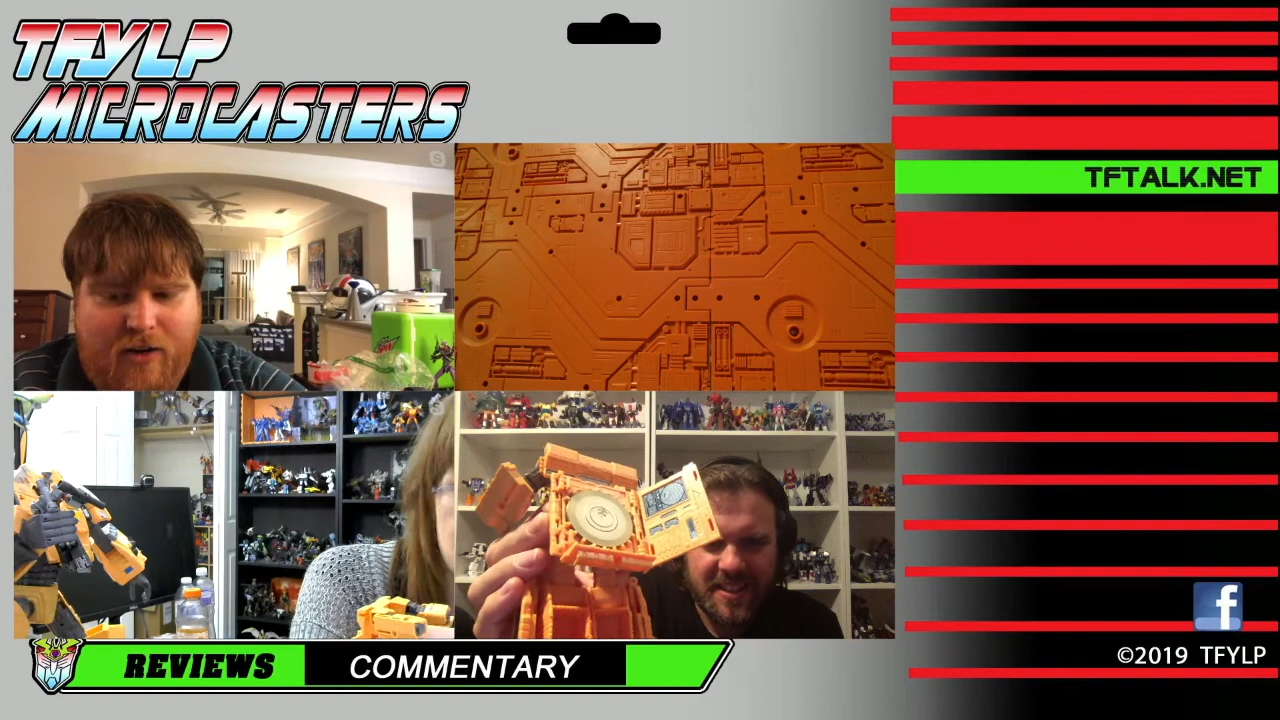 TFYLP
MICROCASTERS
TFTALK.NET
REVIEWS
COMMENTARY
f
©2019 TFYLP